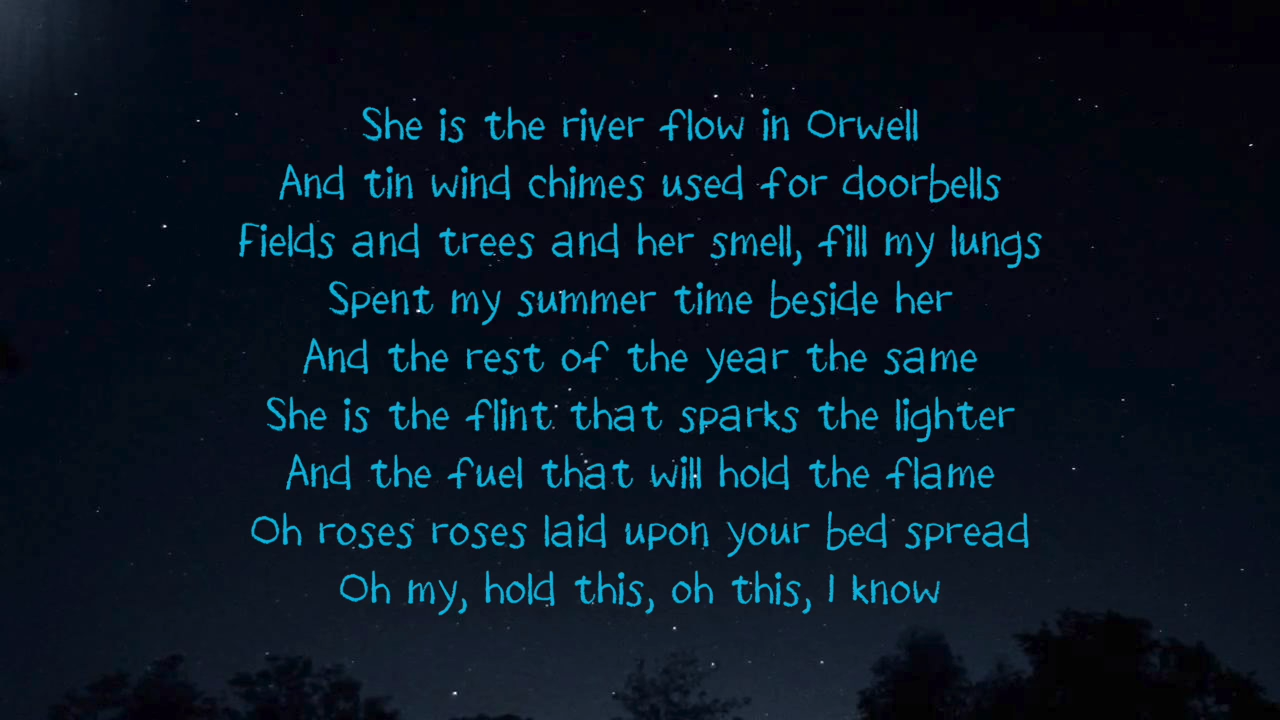 She is the river flow in Orwell
And tin wind chimes used for doorbells
Fields and trees and her smell, fill my lungs
Spent my summer time beside her
And the rest of the year the same
She is the flint that sparks the lighter
And the fuel that will hold the flame
Oh roses roses laid upon your bed spread
Oh my, hold this, oh this, I know